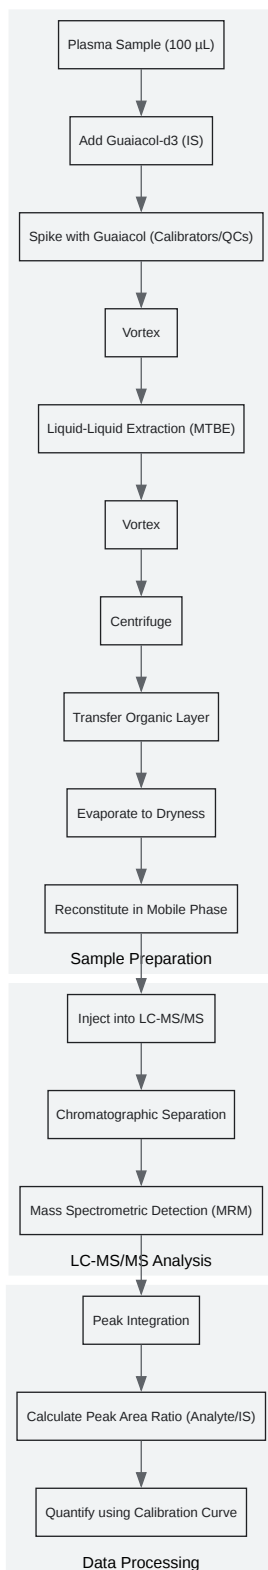 Plasma Sample (100 µL)
Add Guaiacol-d3 (IS)
Spike with Guaiacol (Calibrators/QCs)
Vortex
Liquid-Liquid Extraction (MTBE)
Vortex
Centrifuge
Transfer Organic Layer
Evaporate to Dryness
Reconstitute in Mobile Phase
Sample Preparation
Inject into LC-MS/MS
Chromatographic Separation
Mass Spectrometric Detection (MRM)
LC-MS/MS Analysis
Peak Integration
Calculate Peak Area Ratio (Analyte/IS)
Quantify using Calibration Curve
Data Processing